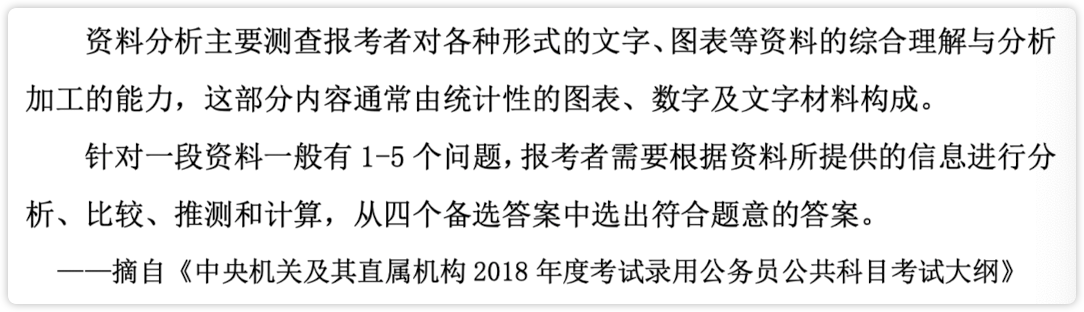 资料分析主要测查报考者对各种形式的文字、图表等资料的综合理解与分析
加工的能力，这部分内容通常由统计性的图表、数字及文字材料构成。
针对一段资料一般有 1-5 个问题，报考者需要根据资料所提供的信息进行分
析、比较、推测和计算，从四个备选答案中选出符合题意的答案。
——摘自《中央机关及其直属机构 2018 年度考试录用公务员公共科目考试大纲》